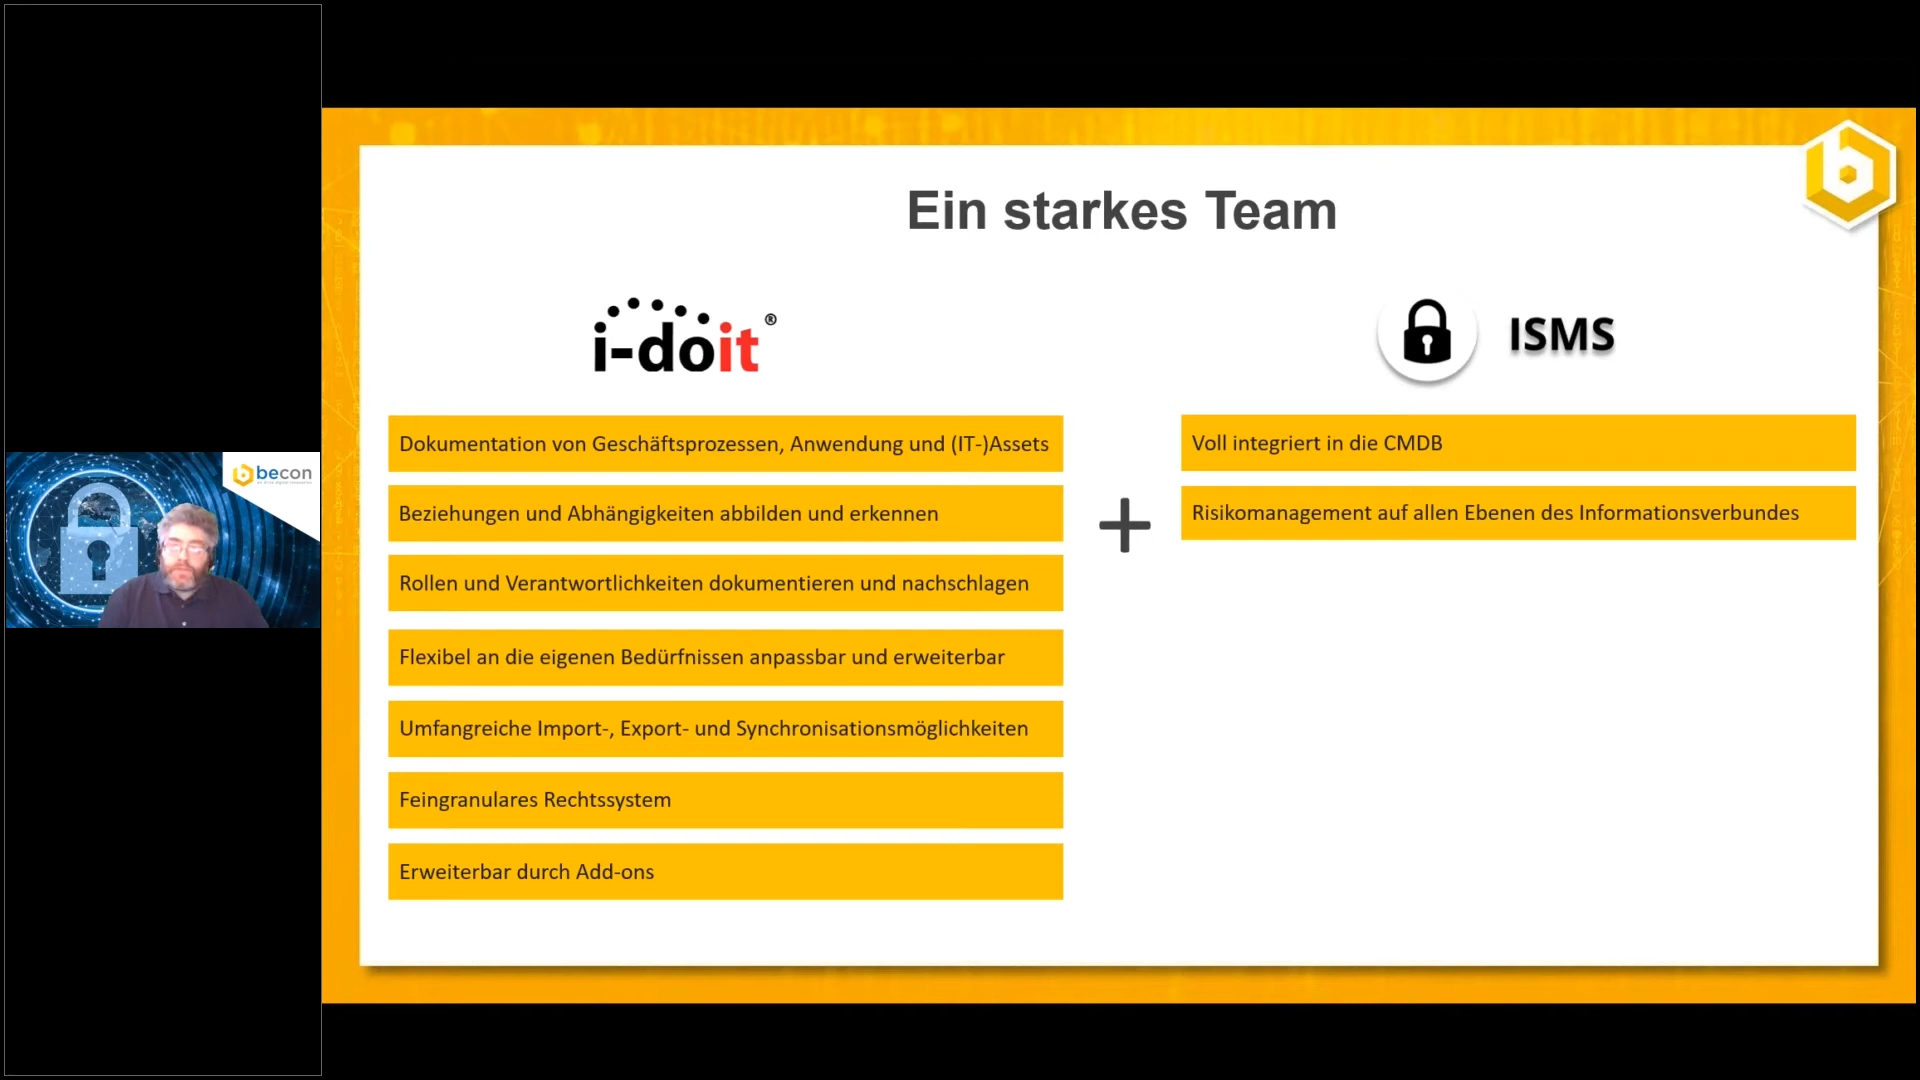 Ein starkes Team
i-doit®
ISMS
Dokumentation von Geschäftsprozessen, Anwendung und (IT-)Assets
Beziehungen und Abhängigkeiten abbilden und erkennen
Rollen und Verantwortlichkeiten dokumentieren und nachschlagen
Flexibel an die eigenen Bedürfnissen anpassbar und erweiterbar
Umfangreiche Import-, Export- und Synchronisationsmöglichkeiten
Feingranulares Rechtssystem
Erweiterbar durch Add-ons
+
Voll integriert in die CMDB
Risikomanagement auf allen Ebenen des Informationsverbundes
becon